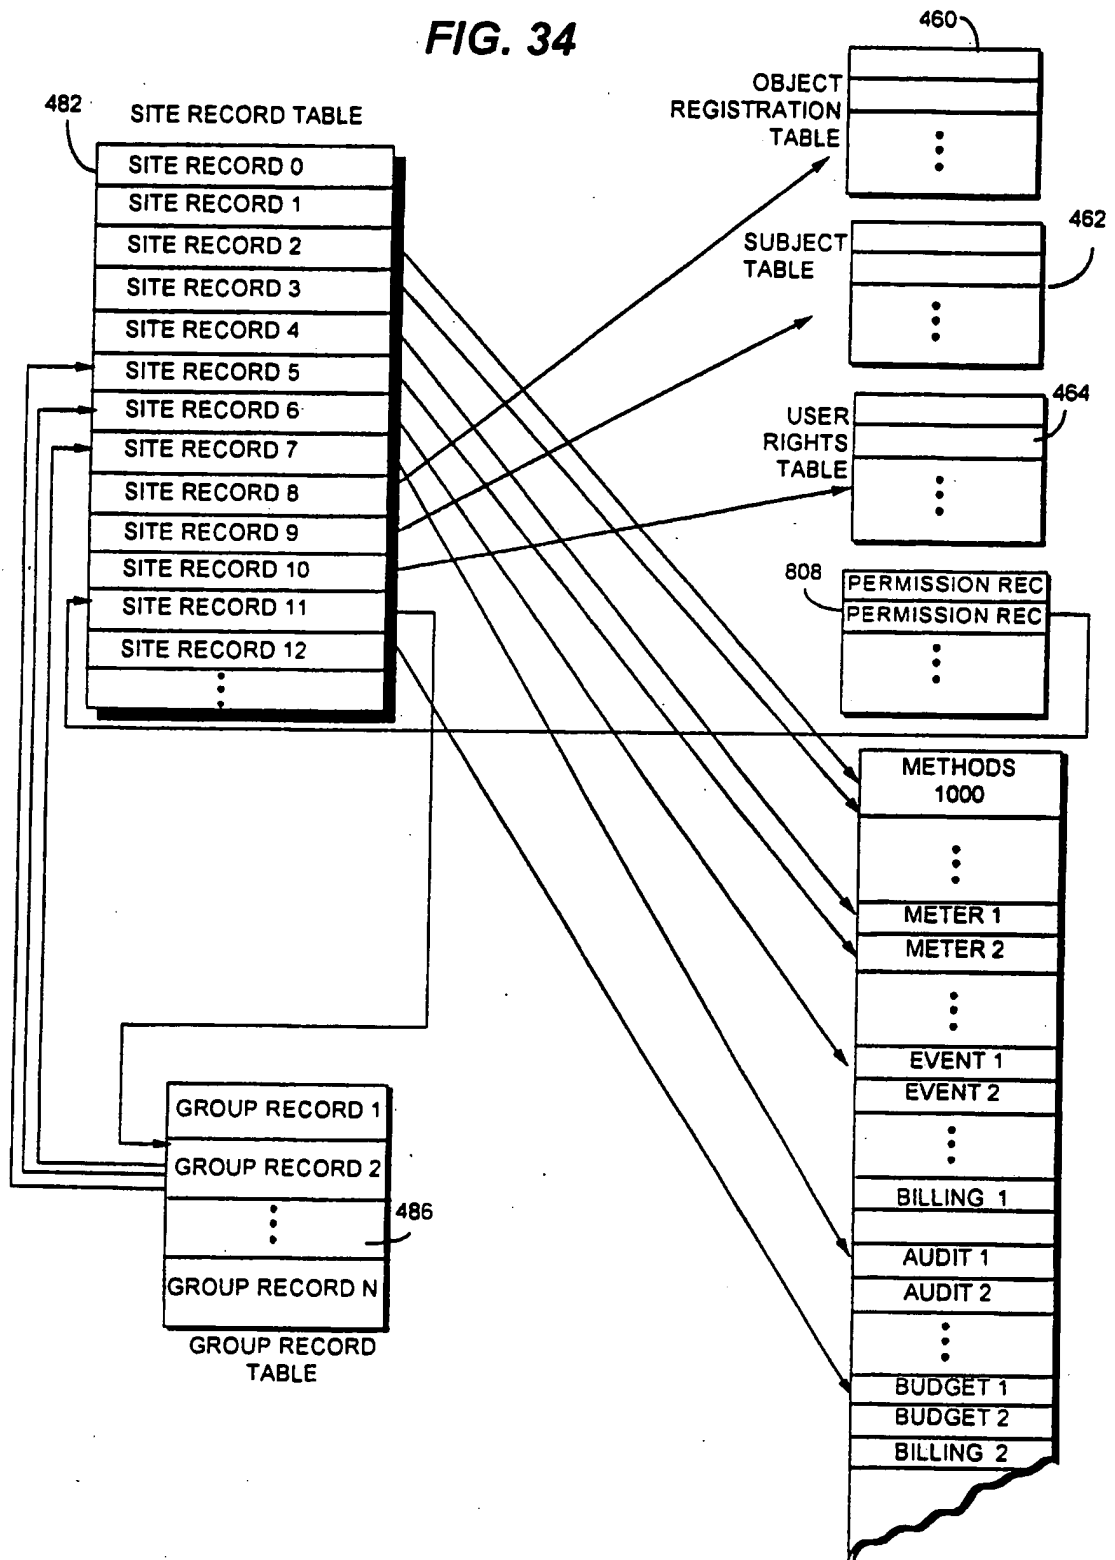 FIG. 34
482
SITE RECORD TABLE
SITE RECORD 0
SITE RECORD 1
SITE RECORD 2
SITE RECORD 3
SITE RECORD 4
SITE RECORD 5
SITE RECORD 6
SITE RECORD 7
SITE RECORD 8
SITE RECORD 9
SITE RECORD 10
SITE RECORD 11
SITE RECORD 12
460
OBJECT
REGISTRATION
TABLE
SUBJECT
TABLE
462
USER
RIGHTS
TABLE
464
808
PERMISSION REC
PERMISSION REC
METHODS
1000
METER 1
METER 2
EVENT 1
EVENT 2
BILLING 1
AUDIT 1
AUDIT 2
BUDGET 1
BUDGET 2
BILLING 2
GROUP RECORD 1
GROUP RECORD 2
486
GROUP RECORD N
GROUP RECORD
TABLE